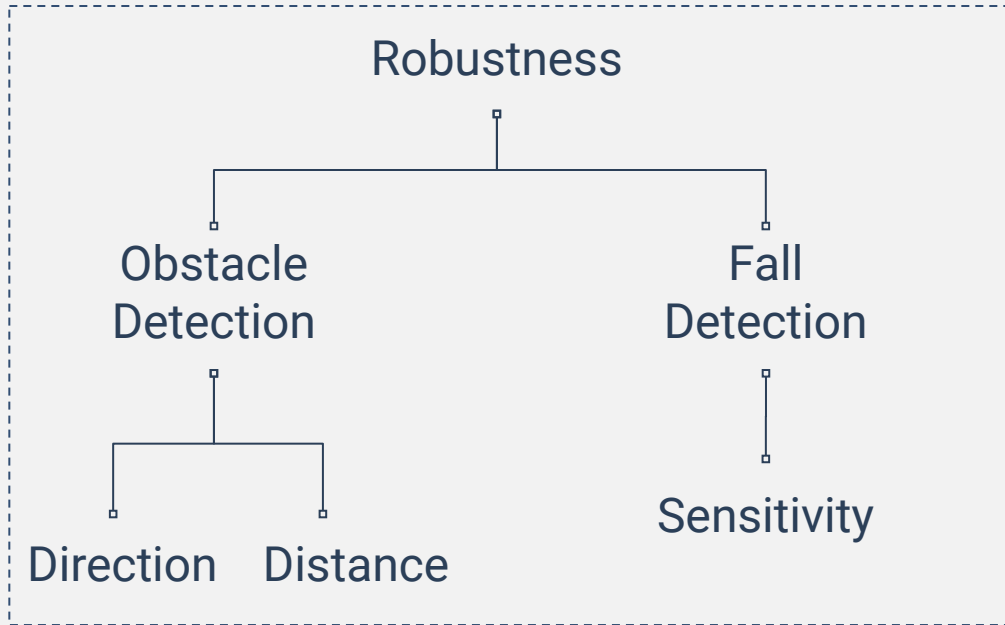 Robustness
Obstacle
Detection
Fall
Detection
Direction
Distance
Sensitivity